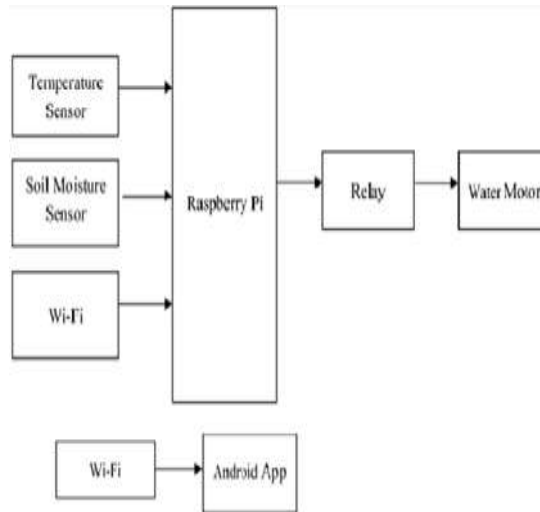 Temperature
Sensor
Soil Moisture
Sensor
Wi-Fi
Raspberry Pi
Relay
Water Motor
Wi-Fi
Android App